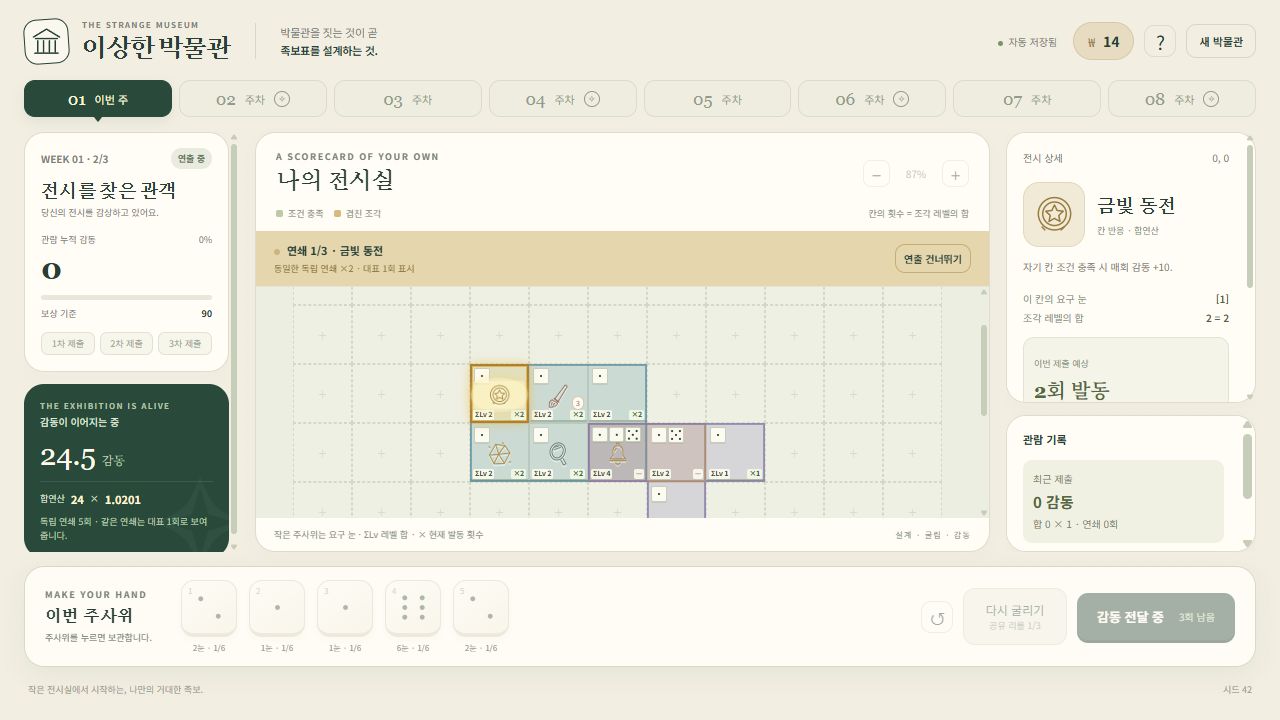 THE STRANGE MUSEUM
이상한 박물관
박물관을 짓는 것이 곧
족보표를 설계하는 것.
자동 저장됨
₩ 14
?
새 박물관
01 이번 주
02 주차
03 주차
04 주차
05 주차
06 주차
07 주차
08 주차
WEEK 01 · 2/3
연출 중
전시를 찾은 관객
당신의 전시를 감상하고 있어요.
관람 누적 감동 0%
0
보상 기준 90
1차 제출
2차 제출
3차 제출
THE EXHIBITION IS ALIVE
감동이 이어지는 중
24.5 감동
합연산 24 × 1.0201
독립 연쇄 5회 · 같은 연쇄는 대표 1회로 보여
줍니다.
A SCORECARD OF YOUR OWN
나의 전시실
− 87% +
조건 충족
겹친 조각
칸의 횟수 = 조각 레벨의 합
연쇄 1/3 · 금빛 동전
동일한 독립 연쇄 ×2 · 대표 1회 표시
연출 건너뛰기
ΣLv 2 ×2
3
ΣLv 2 ×2
ΣLv 2 ×2
ΣLv 2 ×2
ΣLv 2 ×2
ΣLv 4 —
ΣLv 2 —
ΣLv 1 ×1
작은 주사위는 요구 눈 · ΣLv 합 · × 현재 발동 횟수
설계 · 굴림 · 감동
전시 상세 0, 0
금빛 동전
칸 반응 · 합연산
자기 칸 조건 충족 시 매회 감동 +10.
이 칸의 요구 눈 [1]
조각 레벨의 합 2 = 2
이번 제출 예상
2회 발동
관람 기록
최근 제출
0 감동
합 0 × 1 · 연쇄 0회
MAKE YOUR HAND
이번 주사위
주사위를 누르면 보관합니다.
1
2눈 · 1/6
2
1눈 · 1/6
3
1눈 · 1/6
4
6눈 · 1/6
5
2눈 · 1/6
다시 굴리기
공유 리롤 1/3
감동 전달 중 3회 남음
작은 전시실에서 시작하는, 나만의 거대한 족보.
시드 42